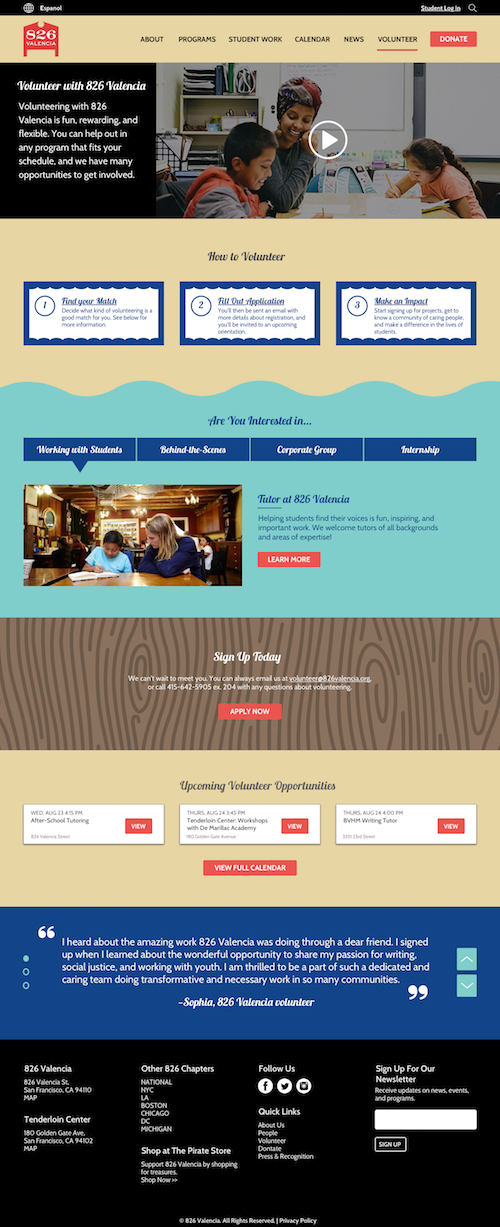 Espanol
Student Log In
826
VALENCIA
ABOUT
PROGRAMS
STUDENT WORK
CALENDAR
NEWS
VOLUNTEER
DONATE
Volunteer with 826 Valencia
Volunteering with 826
Valencia is fun, rewarding, and
flexible. You can help out in
any program that fits your
schedule, and we have many
opportunities to get involved.
How to Volunteer
1
Find your Match
Decide what kind of volunteering is a
good match for you. See below for
more information.
2
Fill Out Application
You'll then be sent an email with
more details about registration, and
you'll be invited to an upcoming
orientation.
3
Make an Impact
Start signing up for projects, get to
know a community of caring people,
and make a difference in the lives of
students.
Are You Interested in...
Working with Students
Behind-the-Scenes
Corporate Group
Internship
Tutor at 826 Valencia
Helping students find their voices is fun, inspiring, and
important work. We welcome tutors of all backgrounds
and areas of expertise!
LEARN MORE
Sign Up Today
We can't wait to meet you. You can always email us at volunteer@826valencia.org,
or call 415-642-5905 ex. 204 with any questions about volunteering.
APPLY NOW
Upcoming Volunteer Opportunities
WED, AUG 23 4:15 PM
After-School Tutoring
826 Valencia Street
VIEW
THURS, AUG 24 3:45 PM
Tenderloin Center: Workshops
with De Marillac Academy
180 Golden Gate Avenue
VIEW
THURS, AUG 24 4:00 PM
BVHM Writing Tutor
3351 23rd Street
VIEW
VIEW FULL CALENDAR
“
I heard about the amazing work 826 Valencia was doing through a dear friend. I signed
up when I learned about the wonderful opportunity to share my passion for writing,
social justice, and working with youth. I am thrilled to be a part of such a dedicated and
caring team doing transformative and necessary work in so many communities.
”
—Sophia, 826 Valencia volunteer
826 Valencia
826 Valencia St,
San Francisco, CA 94110
MAP
Tenderloin Center
180 Golden Gate Ave,
San Francisco, CA 94102
MAP
Other 826 Chapters
NATIONAL
NYC
LA
BOSTON
CHICAGO
DC
MICHIGAN
Shop at The Pirate Store
Support 826 Valencia by shopping
for treasures.
Shop Now >>
Follow Us
Quick Links
About Us
People
Volunteer
Dontate
Press & Recognition
Sign Up For Our
Newsletter
Receive updates on news, events,
and programs.
SIGN UP
© 826 Valencia. All Rights Reserved. | Privacy Policy